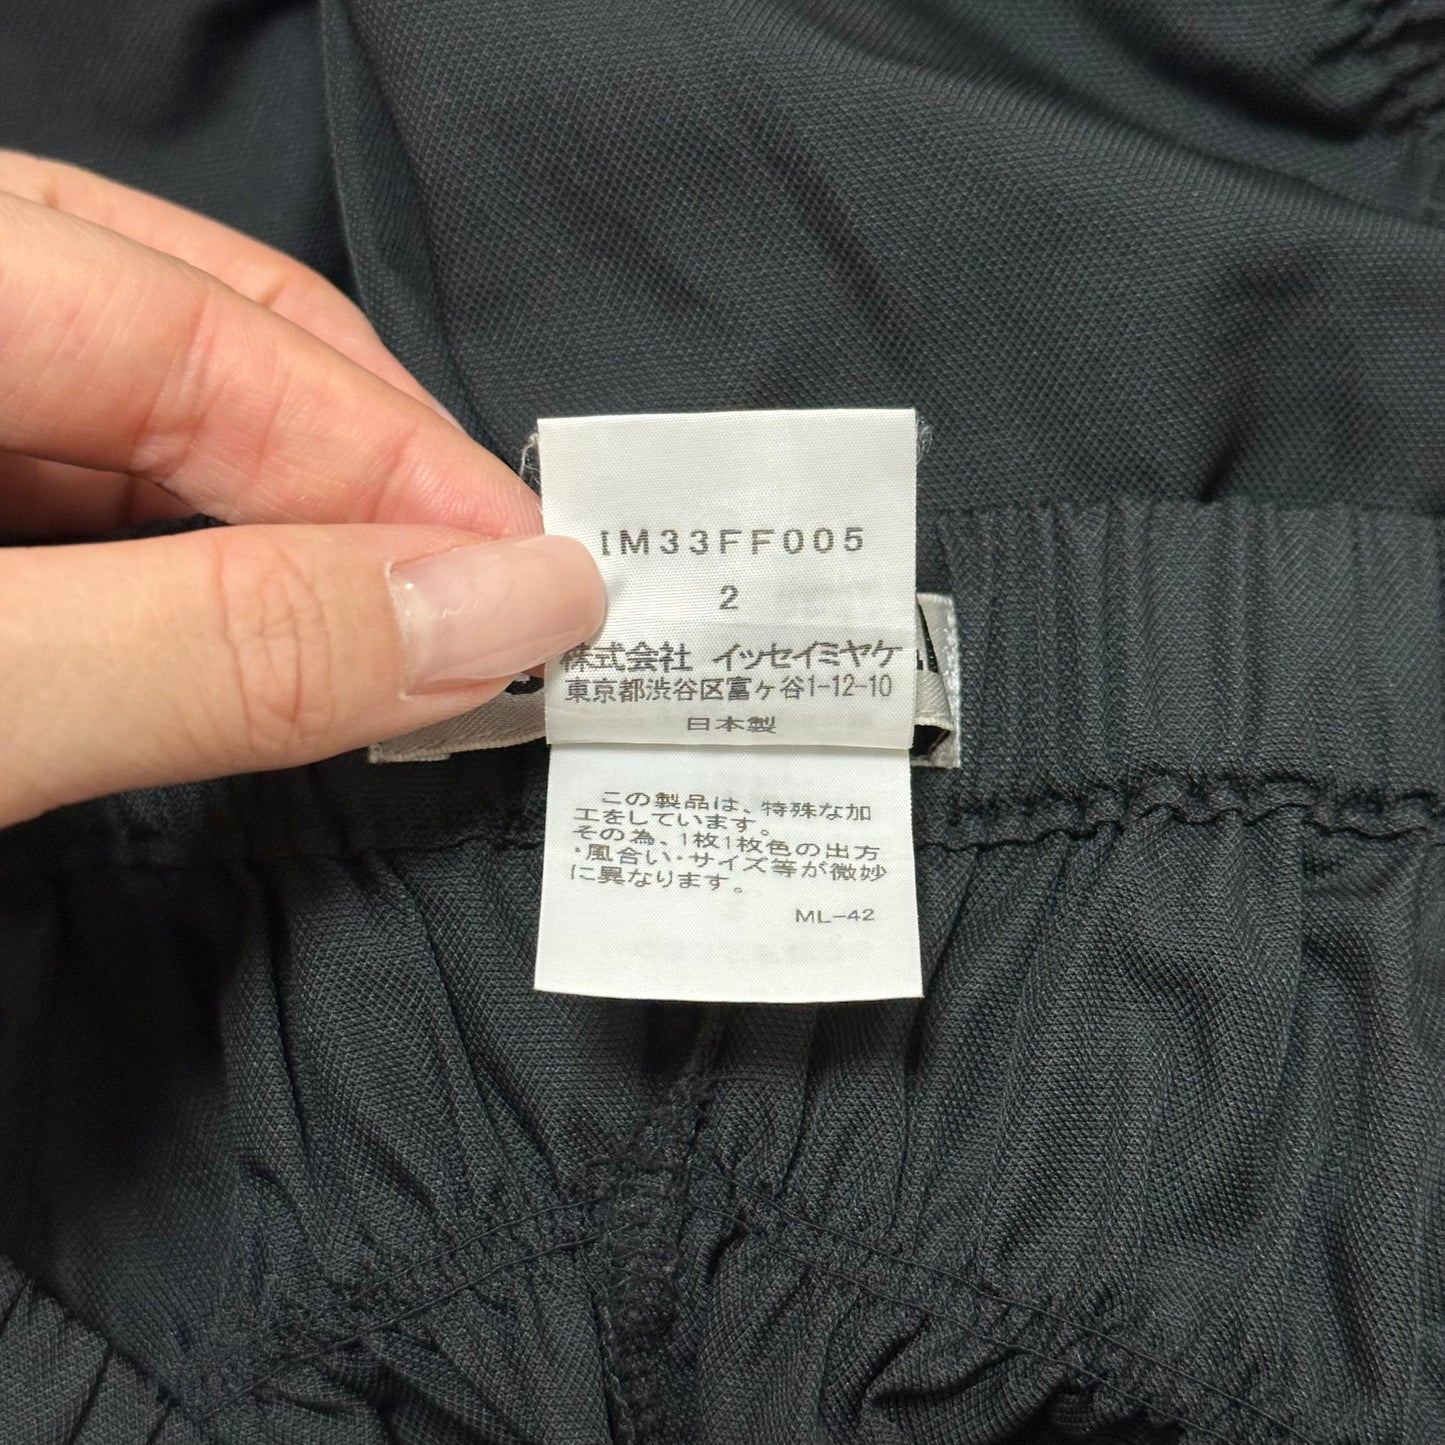 IM33FF005
2
株式会社 イッセイミヤケ
東京都渋谷区富ヶ谷1-12-10
日本製
この製品は、特殊な加
工をしています。
その為、1枚1枚色の出方
・風合い・サイズ等が微妙
に異なります。
ML-42